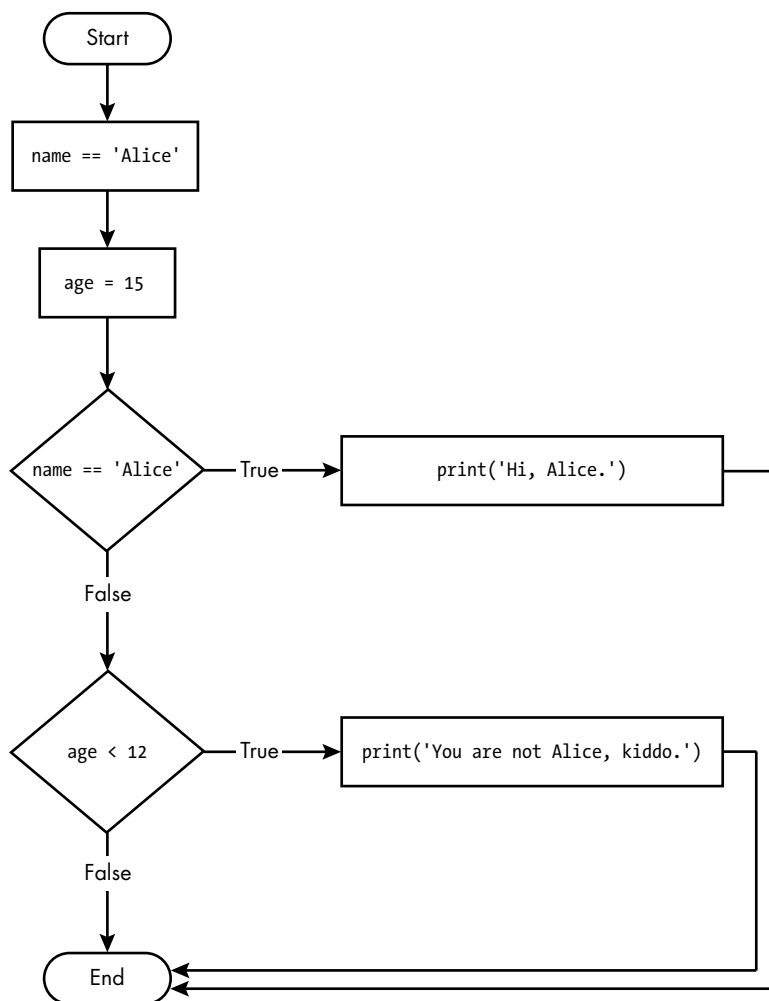 Start
name == 'Alice'
age = 15
name == 'Alice'
True
print('Hi, Alice.')
False
age < 12
True
print('You are not Alice, kiddo.')
False
End